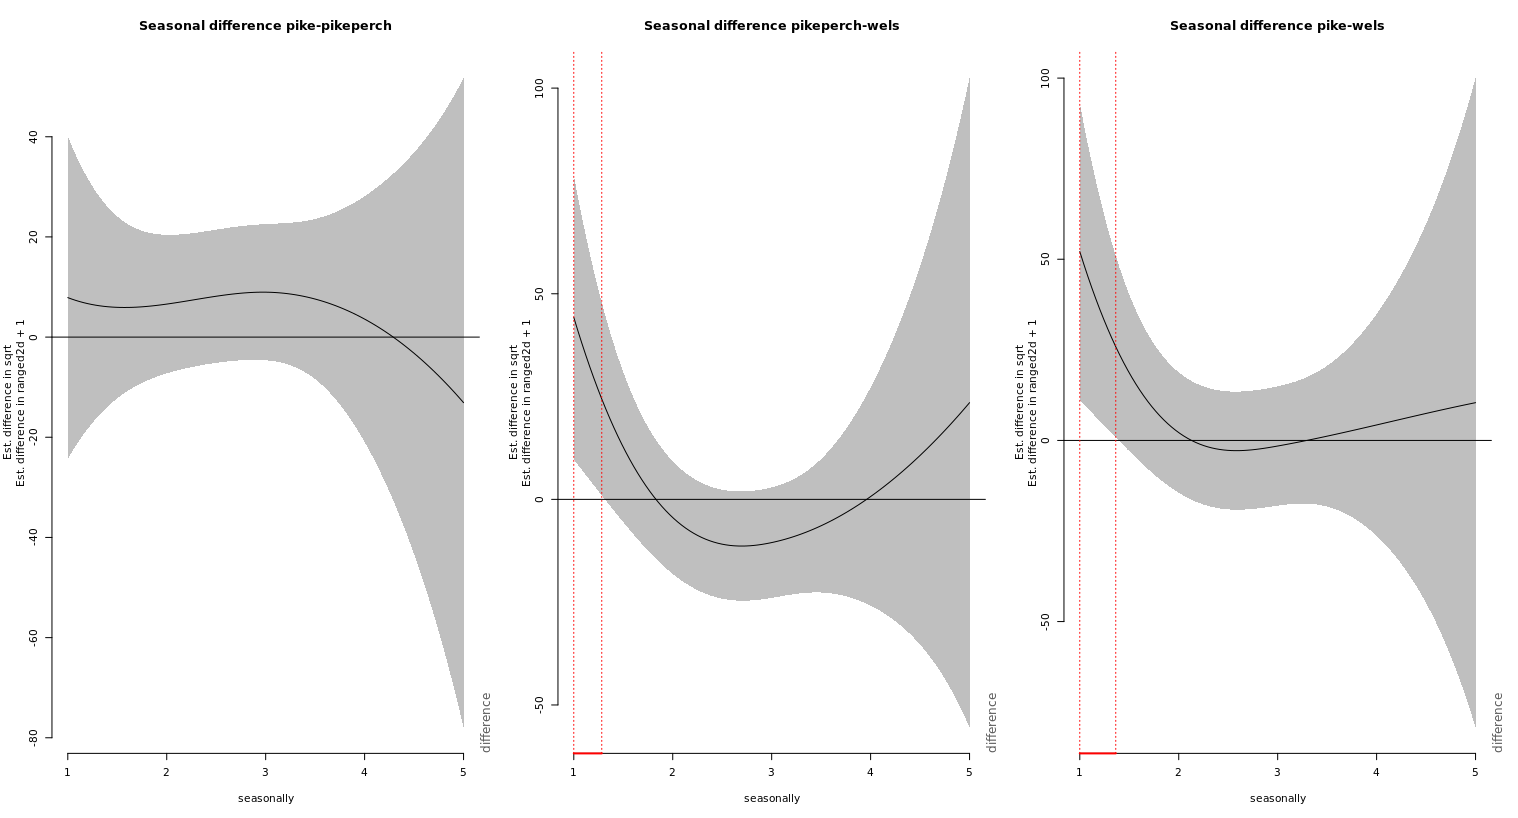 Seasonal difference pike-pikeperch
Est. difference in sqrt
Est. difference in ranged2d + 1
40
20
0
-20
-40
-60
-80
1 2 3 4 5
seasonally
difference
Seasonal difference pikeperch-wels
Est. difference in sqrt
Est. difference in ranged2d + 1
100
50
0
-50
1 2 3 4 5
seasonally
difference
Seasonal difference pike-wels
Est. difference in sqrt
Est. difference in ranged2d + 1
100
50
0
-50
1 2 3 4 5
seasonally
difference